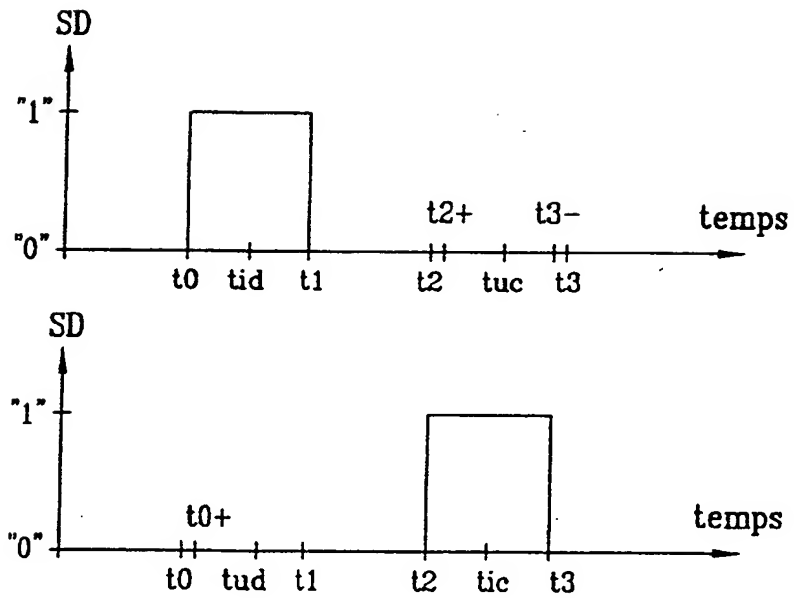 SD
"1"
t2+ t3- temps
"0"
t0 tid t1 t2 tuc t3
SD
"1"
t0+ temps
"0"
t0 tud t1 t2 tic t3